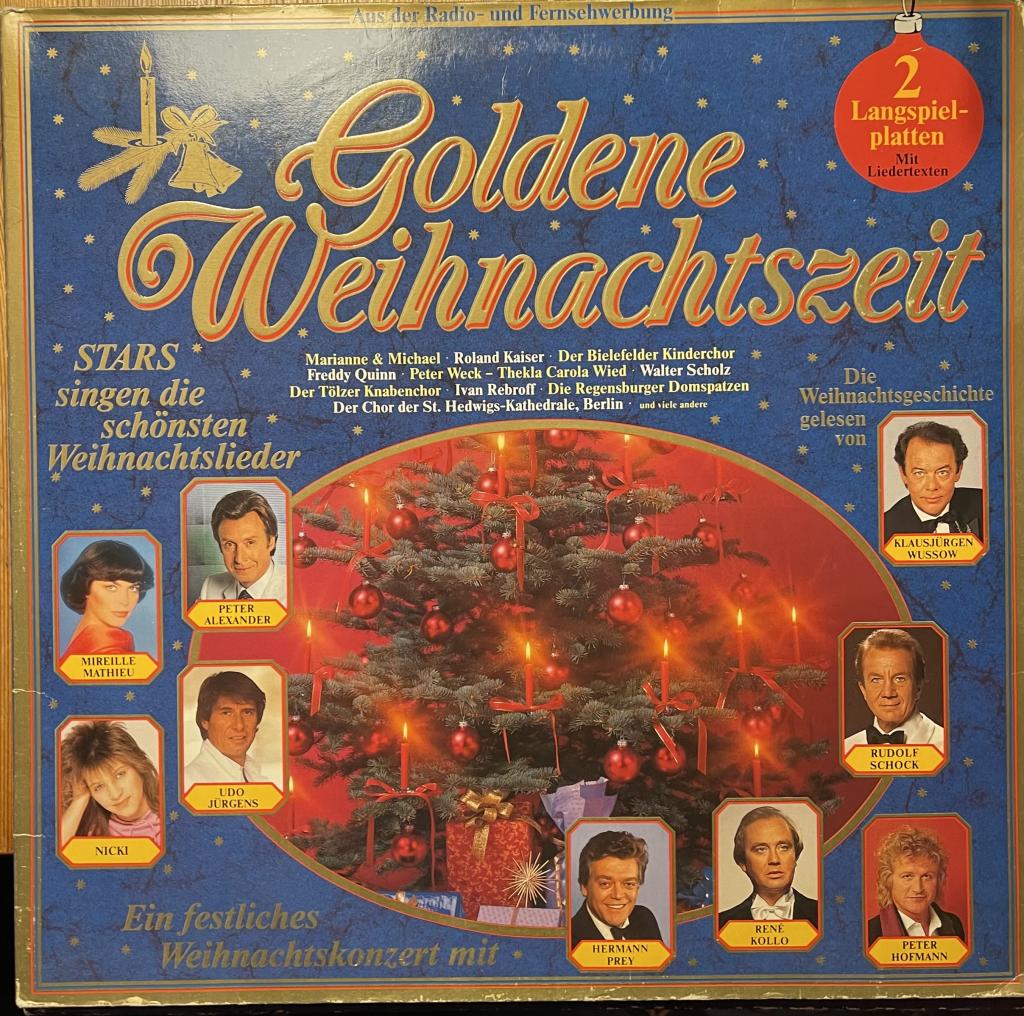 Aus der Radio- und Fernsehwerbung
2
Langspiel-
platten
Mit
Liedertexten
Goldene
Weihnachtszeit
STARS
singen die
schönsten
Weihnachtslieder
Marianne & Michael · Roland Kaiser · Der Bielefelder Kinderchor
Freddy Quinn · Peter Weck – Thekla Carola Wied · Walter Scholz
Der Tölzer Knabenchor · Ivan Rebroff · Die Regensburger Domspatzen
Der Chor der St. Hedwigs-Kathedrale, Berlin · und viele andere
Die
Weihnachtsgeschichte
gelesen
von
KLAUSJÜRGEN
WUSSOW
PETER
ALEXANDER
MIREILLE
MATHIEU
UDO
JÜRGENS
NICKI
RUDOLF
SCHOCK
Ein festliches
Weihnachtskonzert mit
HERMANN
PREY
RENÉ
KOLLO
PETER
HOFMANN